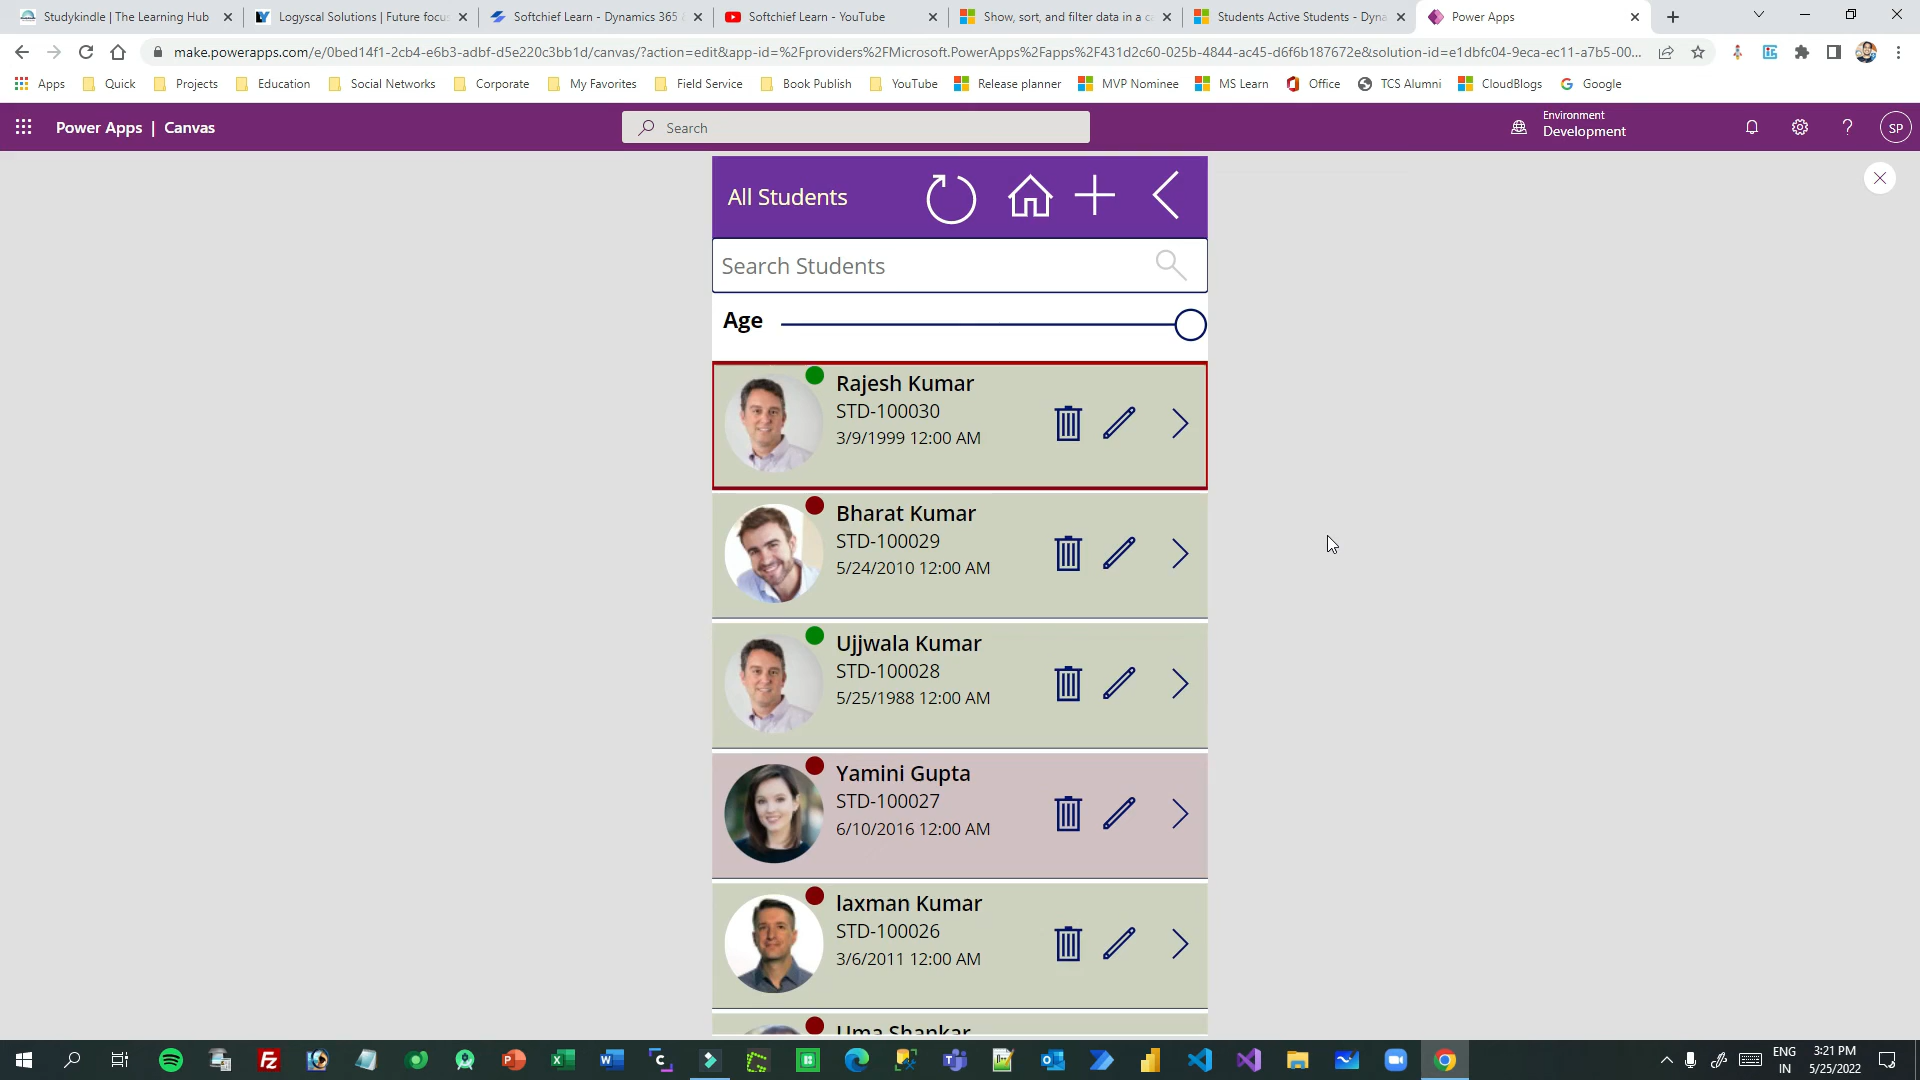 Studykindle | The Learning Hub
Logyscal Solutions | Future focu
Softchief Learn - Dynamics 365
Softchief Learn - YouTube
Show, sort, and filter data in a c
Students Active Students - Dyna
Power Apps
make.powerapps.com/e/0bed14f1-2cb4-e6b3-adbf-d5e220c3bb1d/canvas/?action=edit&app-id=%2Fproviders%2FMicrosoft.PowerApps%2Fapps%2F431d2c60-025b-4844-ac45-d6f6b187672e&solution-id=e1dbfc04-9eca-ec11-a7b5-00...
Apps
Quick
Projects
Education
Social Networks
Corporate
My Favorites
Field Service
Book Publish
YouTube
Release planner
MVP Nominee
MS Learn
Office
TCS Alumni
CloudBlogs
Google
Power Apps | Canvas
Search
Environment
Development
SP
All Students
Search Students
Age
Rajesh Kumar
STD-100030
3/9/1999 12:00 AM
Bharat Kumar
STD-100029
5/24/2010 12:00 AM
Ujjwala Kumar
STD-100028
5/25/1988 12:00 AM
Yamini Gupta
STD-100027
6/10/2016 12:00 AM
laxman Kumar
STD-100026
3/6/2011 12:00 AM
Uma Shankar
ENG
IN
3:21 PM
5/25/2022